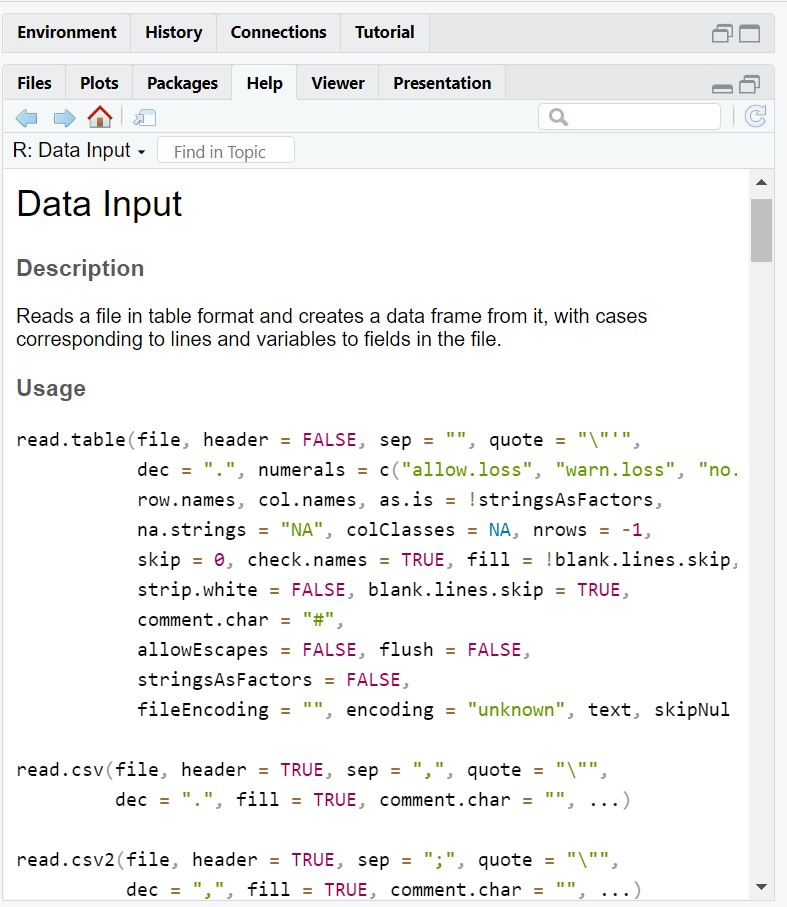 Environment History Connections Tutorial
Files Plots Packages Help Viewer Presentation
R: Data Input Find in Topic
Data Input
Description
Reads a file in table format and creates a data frame from it, with cases
corresponding to lines and variables to fields in the file.
Usage
read.table(file, header = FALSE, sep = "", quote = "\"'",
           dec = ".", numerals = c("allow.loss", "warn.loss", "no.
           row.names, col.names, as.is = !stringsAsFactors,
           na.strings = "NA", colClasses = NA, nrows = -1,
           skip = 0, check.names = TRUE, fill = !blank.lines.skip,
           strip.white = FALSE, blank.lines.skip = TRUE,
           comment.char = "#",
           allowEscapes = FALSE, flush = FALSE,
           stringsAsFactors = FALSE,
           fileEncoding = "", encoding = "unknown", text, skipNul
read.csv(file, header = TRUE, sep = ",", quote = "\"",
         dec = ".", fill = TRUE, comment.char = "", ...)
read.csv2(file, header = TRUE, sep = ";", quote = "\"",
          dec = ",", fill = TRUE, comment.char = "", ...)